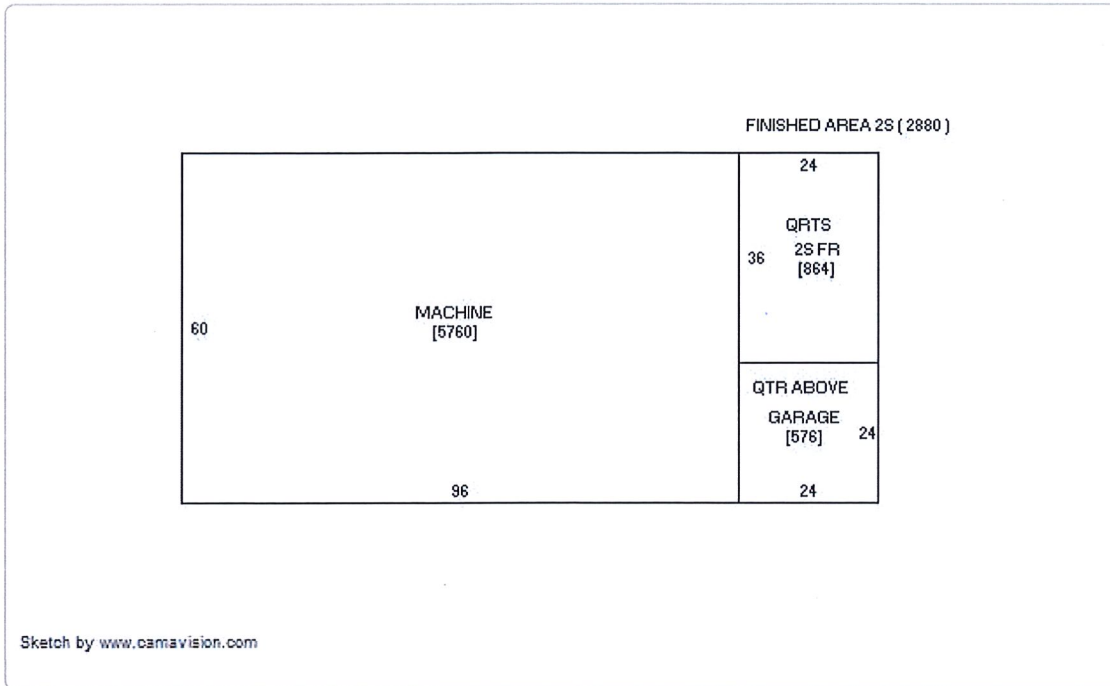 FINISHED AREA 2S ( 2880 )
24
QRTS
2S FR
36
[864]
MACHINE
[5760]
60
QTR ABOVE
GARAGE
[576]
24
96
24
Sketch by www.camavision.com